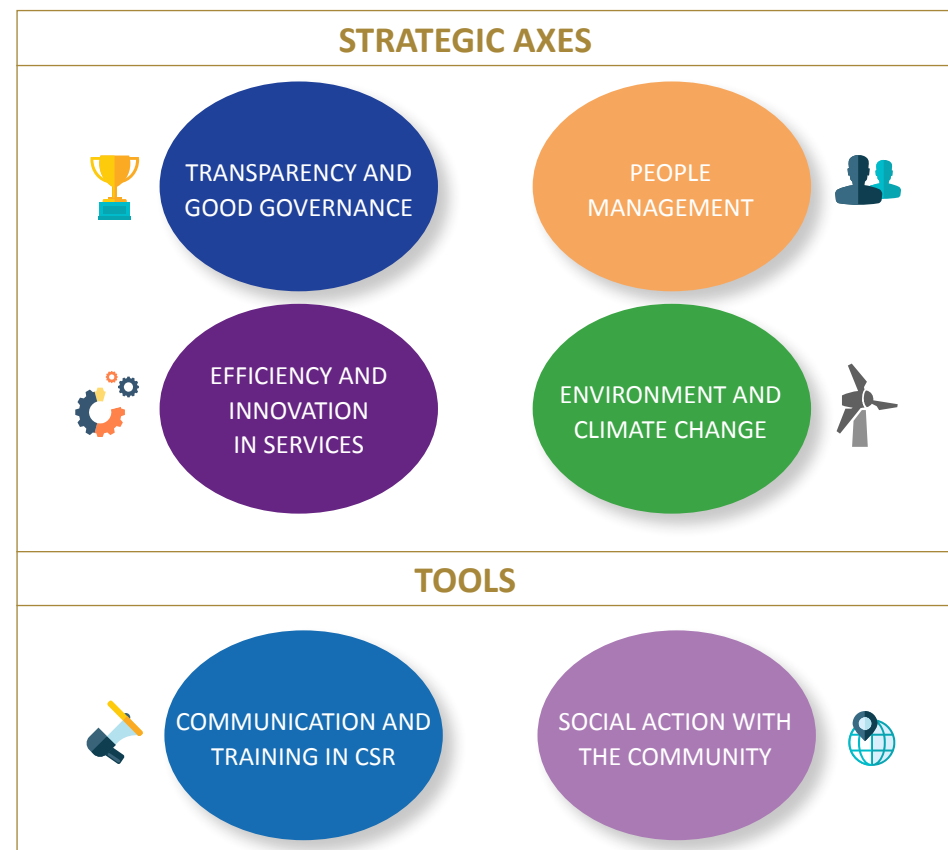 STRATEGIC AXES
TRANSPARENCY AND
GOOD GOVERNANCE
PEOPLE
MANAGEMENT
EFFICIENCY AND
INNOVATION
IN SERVICES
ENVIRONMENT AND
CLIMATE CHANGE
TOOLS
COMMUNICATION AND
TRAINING IN CSR
SOCIAL ACTION WITH
THE COMMUNITY